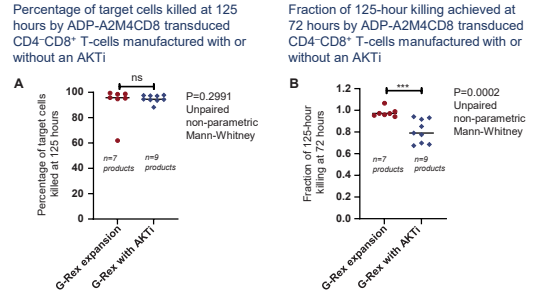 Percentage of target cells killed at 125
hours by ADP-A2M4CD8 transduced
CD4⁻CD8⁺ T-cells manufactured with or
without an AKTi
A
ns
100
80
60
40
20
0
Percentage of target cells
killed at 125 hours
n=7
products
n=9
products
P=0.2991
Unpaired
non-parametric
Mann-Whitney
G-Rex expansion
G-Rex with AKTi
Fraction of 125-hour killing achieved at
72 hours by ADP-A2M4CD8 transduced
CD4⁻CD8⁺ T-cells manufactured with or
without an AKTi
B
***
1.2
1.0
0.8
0.6
0.4
0.2
0.0
Fraction of 125-hour
killing at 72 hours
n=7
products
n=9
products
P=0.0002
Unpaired
non-parametric
Mann-Whitney
G-Rex expansion
G-Rex with AKTi